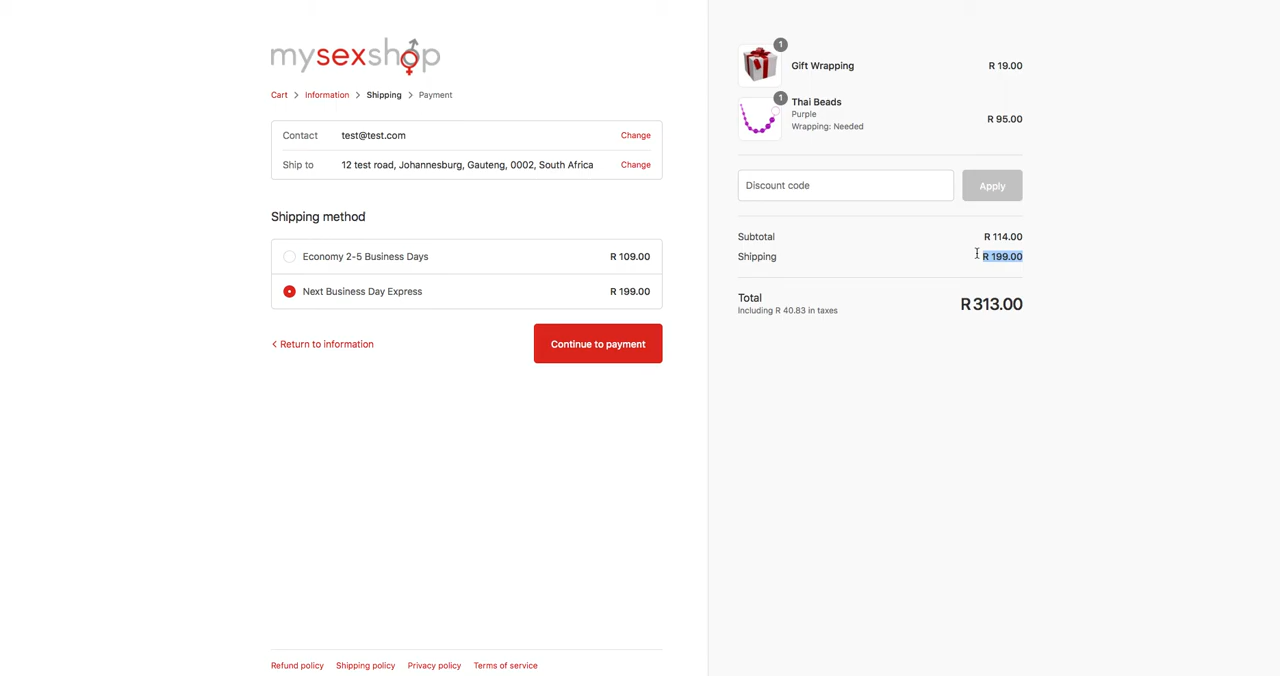 mysexshop
Cart > Information > Shipping > Payment
Contact test@test.com Change
Ship to 12 test road, Johannesburg, Gauteng, 0002, South Africa Change
Shipping method
Economy 2-5 Business Days R 109.00
Next Business Day Express R 199.00
< Return to information
Continue to payment
Refund policy Shipping policy Privacy policy Terms of service
1
Gift Wrapping R 19.00
1
Thai Beads
Purple
Wrapping: Needed
R 95.00
Discount code Apply
Subtotal R 114.00
Shipping R 199.00
Total R 313.00
Including R 40.83 in taxes